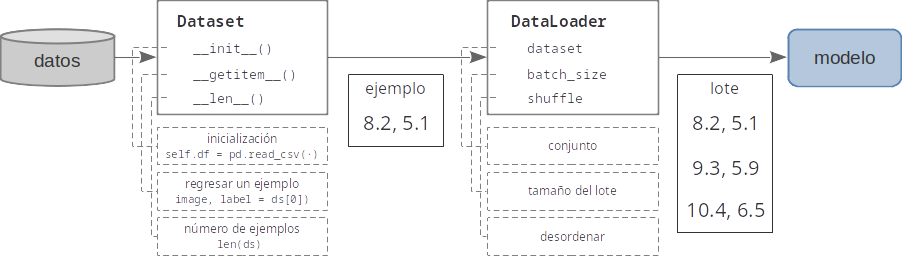 datos
Dataset
__init__()
__getitem__()
__len__()
inicialización
self.df = pd.read_csv(·)
regresar un ejemplo
image, label = ds[0])
número de ejemplos
len(ds)
ejemplo
8.2, 5.1
DataLoader
dataset
batch_size
shuffle
conjunto
tamaño del lote
desordenar
lote
8.2, 5.1
9.3, 5.9
10.4, 6.5
modelo